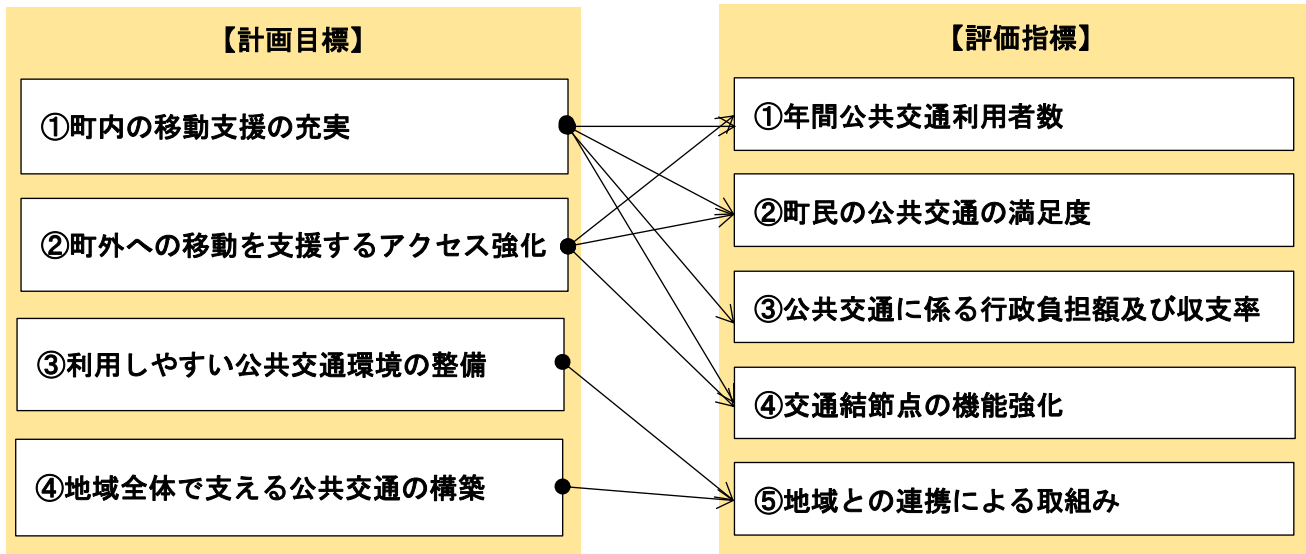 【計画目標】
①町内の移動支援の充実
②町外への移動を支援するアクセス強化
③利用しやすい公共交通環境の整備
④地域全体で支える公共交通の構築
【評価指標】
①年間公共交通利用者数
②町民の公共交通の満足度
③公共交通に係る行政負担額及び収支率
④交通結節点の機能強化
⑤地域との連携による取組み